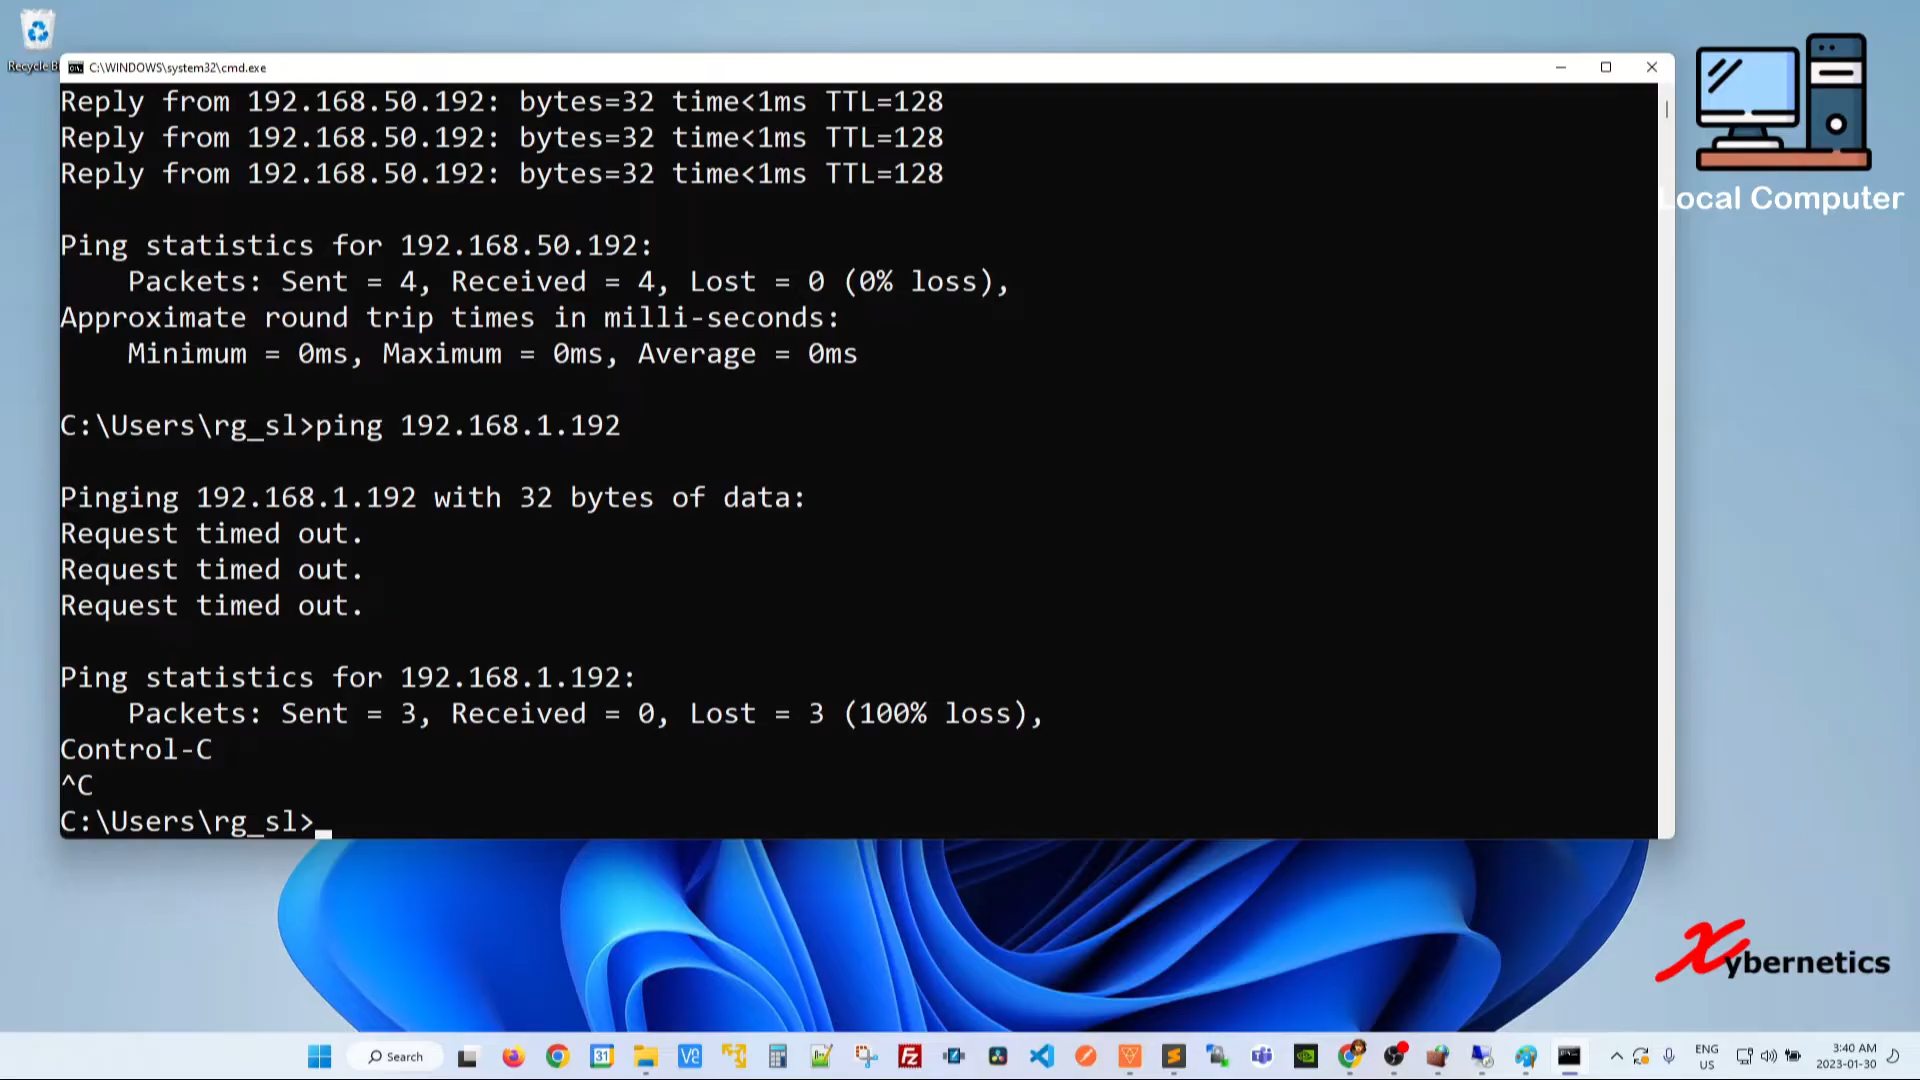 Recycle B
C:\WINDOWS\system32\cmd.exe
Reply from 192.168.50.192: bytes=32 time<1ms TTL=128
Reply from 192.168.50.192: bytes=32 time<1ms TTL=128
Reply from 192.168.50.192: bytes=32 time<1ms TTL=128
Ping statistics for 192.168.50.192:
    Packets: Sent = 4, Received = 4, Lost = 0 (0% loss),
Approximate round trip times in milli-seconds:
    Minimum = 0ms, Maximum = 0ms, Average = 0ms
C:\Users\rg_sl>ping 192.168.1.192
Pinging 192.168.1.192 with 32 bytes of data:
Request timed out.
Request timed out.
Request timed out.
Ping statistics for 192.168.1.192:
    Packets: Sent = 3, Received = 0, Lost = 3 (100% loss),
Control-C
^C
C:\Users\rg_sl>
Local Computer
Xybernetics
Search
31
FZ
ENG
US
3:40 AM
2023-01-30